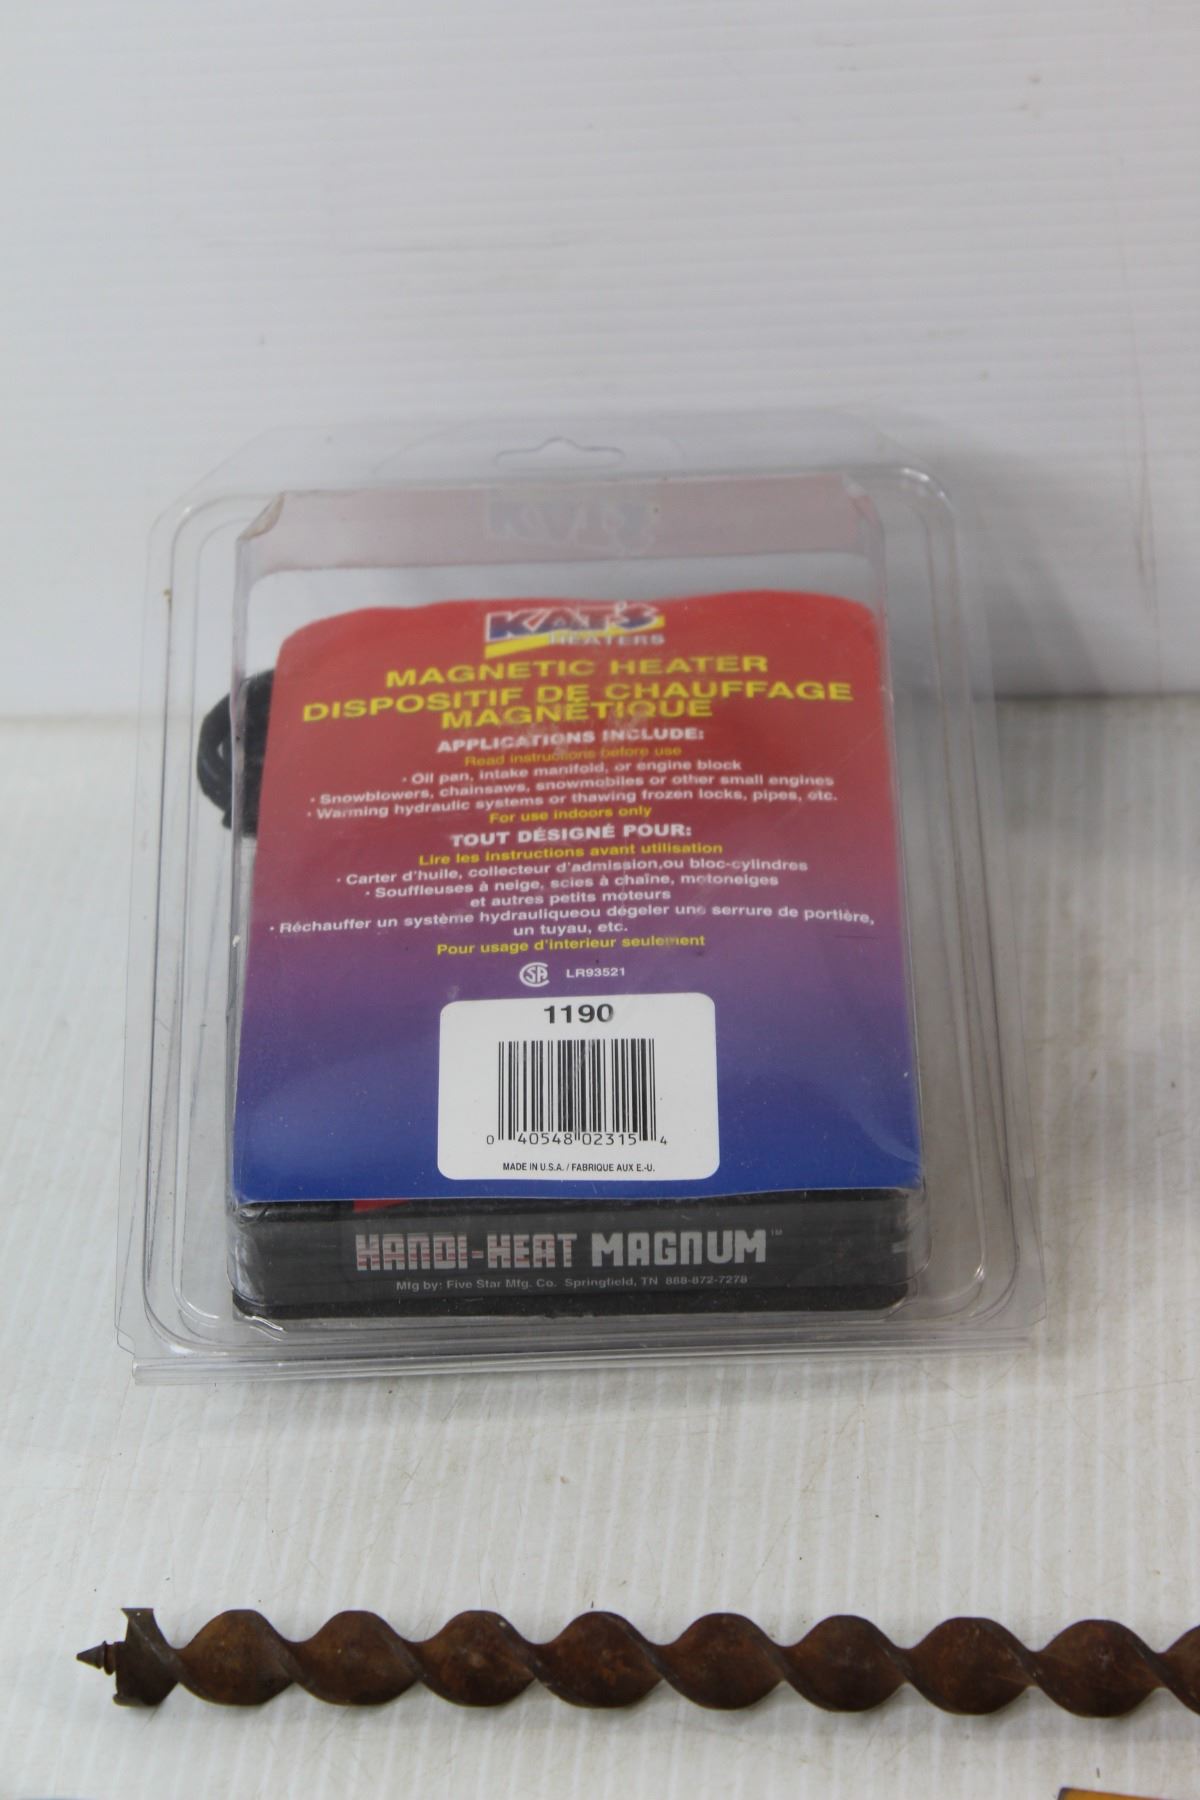 KAT'S
HEATERS
MAGNETIC HEATER
DISPOSITIF DE CHAUFFAGE
MAGNÉTIQUE
APPLICATIONS INCLUDE:
Read instructions before use
· Oil pan, intake manifold, or engine block
· Snowblowers, chainsaws, snowmobiles or other small engines
· Warming hydraulic systems or thawing frozen locks, pipes, etc.
For use indoors only
TOUT DÉSIGNÉ POUR:
Lire les instructions avant utilisation
· Carter d'huile, collecteur d'admission,ou bloc-cylindres
· Souffleuses à neige, scies à chaîne, motoneiges
et autres petits moteurs
· Réchauffer un système hydrauliqueou dégeler une serrure de portière,
un tuyau, etc.
Pour usage d'interieur seulement
SA LR93521
1190
0 40548 02315 4
MADE IN U.S.A. / FABRIQUE AUX E.-U.
HANDI-HEAT MAGNUM™
Mfg by: Five Star Mfg. Co. Springfield, TN 888-872-7278